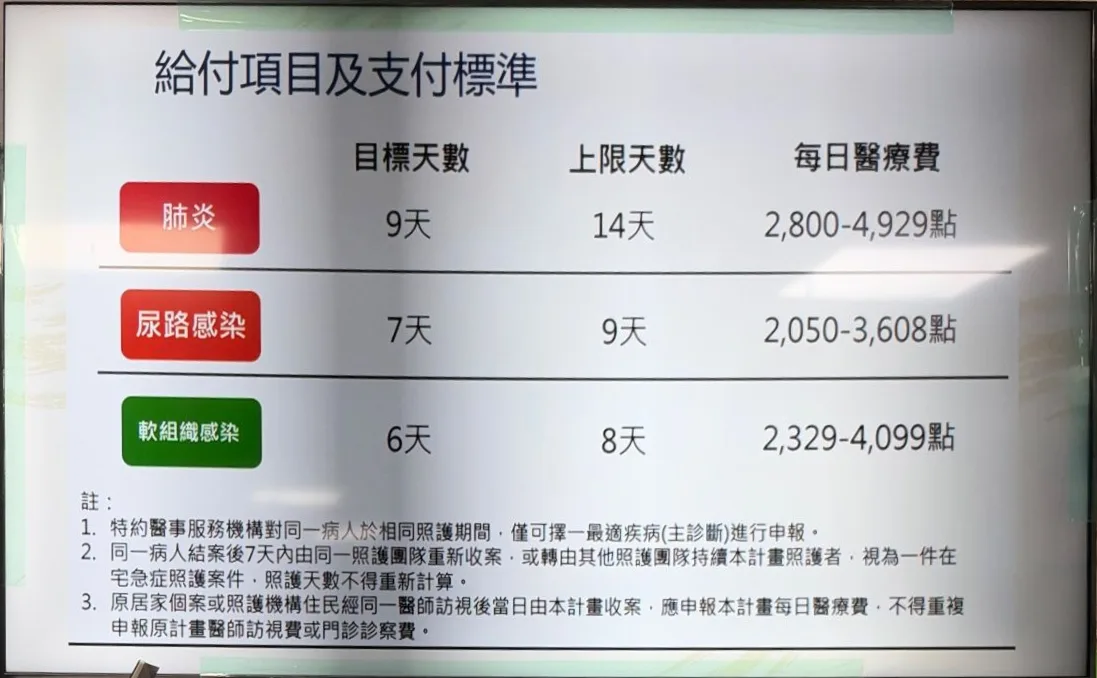 給付項目及支付標準
目標天數 上限天數 每日醫療費
肺炎 9天 14天 2,800-4,929點
尿路感染 7天 9天 2,050-3,608點
軟組織感染 6天 8天 2,329-4,099點
註：
1. 特約醫事服務機構對同一病人於相同照護期間，僅可擇一最適疾病(主診斷)進行申報。
2. 同一病人結案後7天內由同一照護團隊重新收案，或轉由其他照護團隊持續本計畫照護者，視為一件在
宅急症照護案件，照護天數不得重新計算。
3. 原居家個案或照護機構住民經同一醫師訪視後當日由本計畫收案，應申報本計畫每日醫療費，不得重複
申報原計畫醫師訪視費或門診診察費。